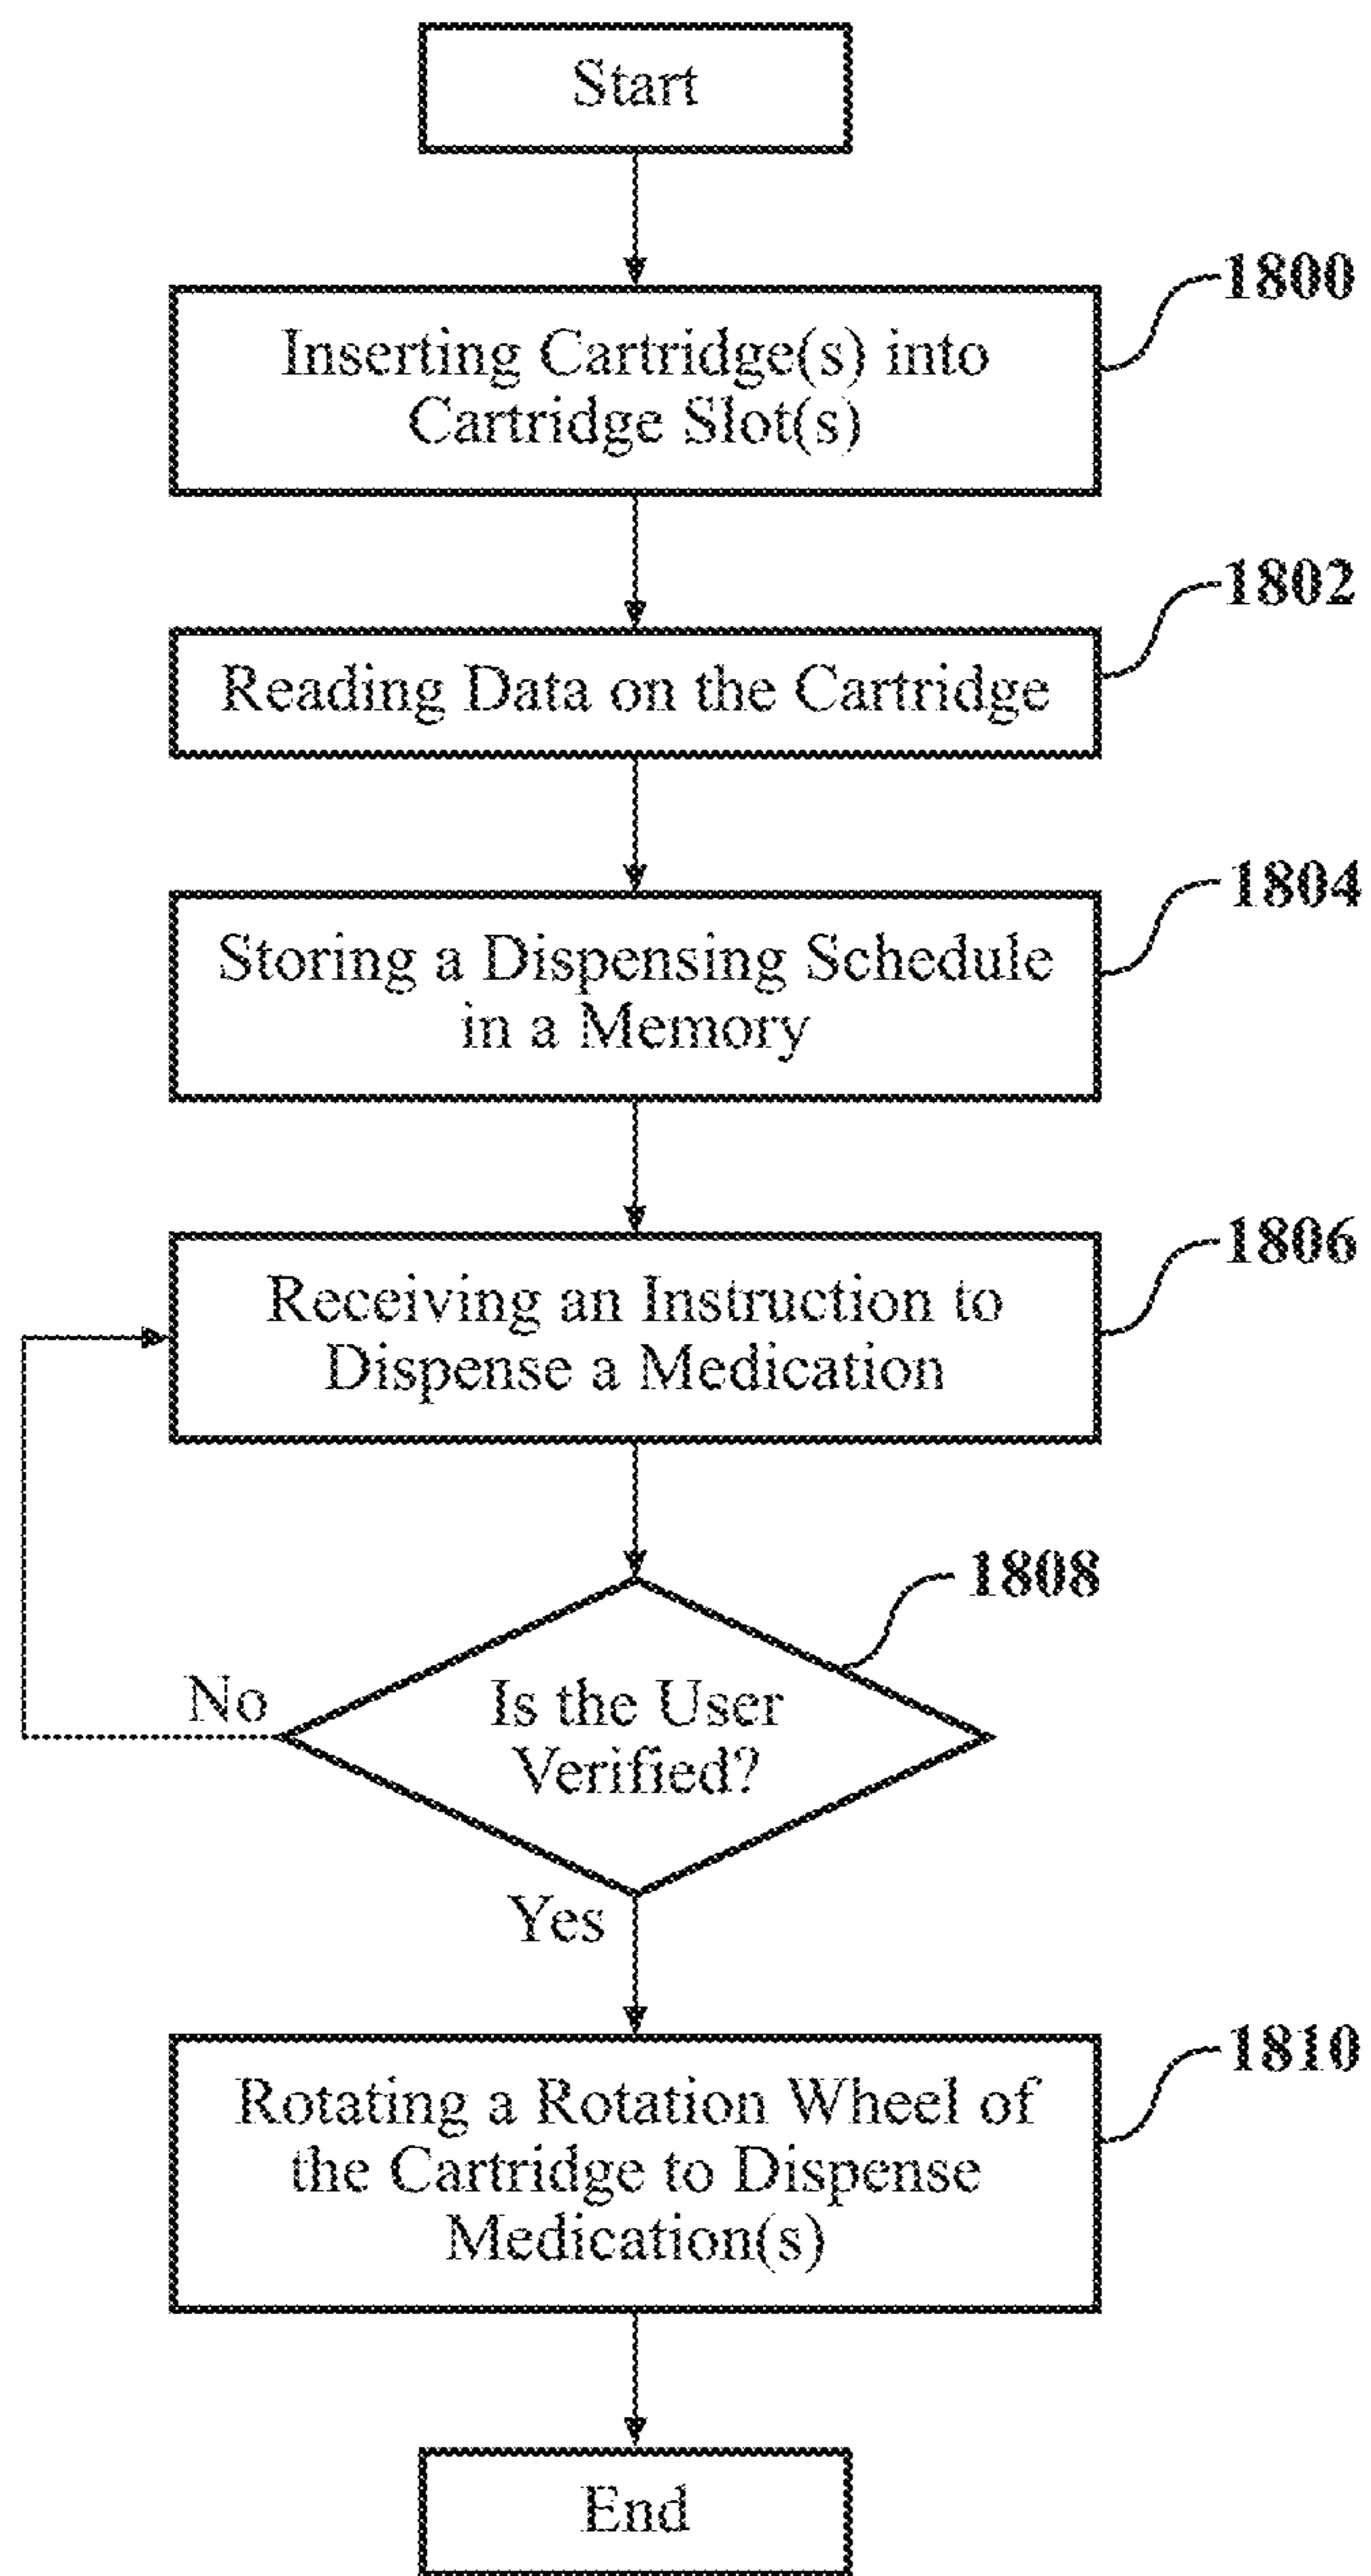 Start
1800
Inserting Cartridge(s) into
Cartridge Slot(s)
1802
Reading Data on the Cartridge
1804
Storing a Dispensing Schedule
in a Memory
1806
Receiving an Instruction to
Dispense a Medication
1808
Is the User
Verified?
No
Yes
1810
Rotating a Rotation Wheel of
the Cartridge to Dispense
Medication(s)
End